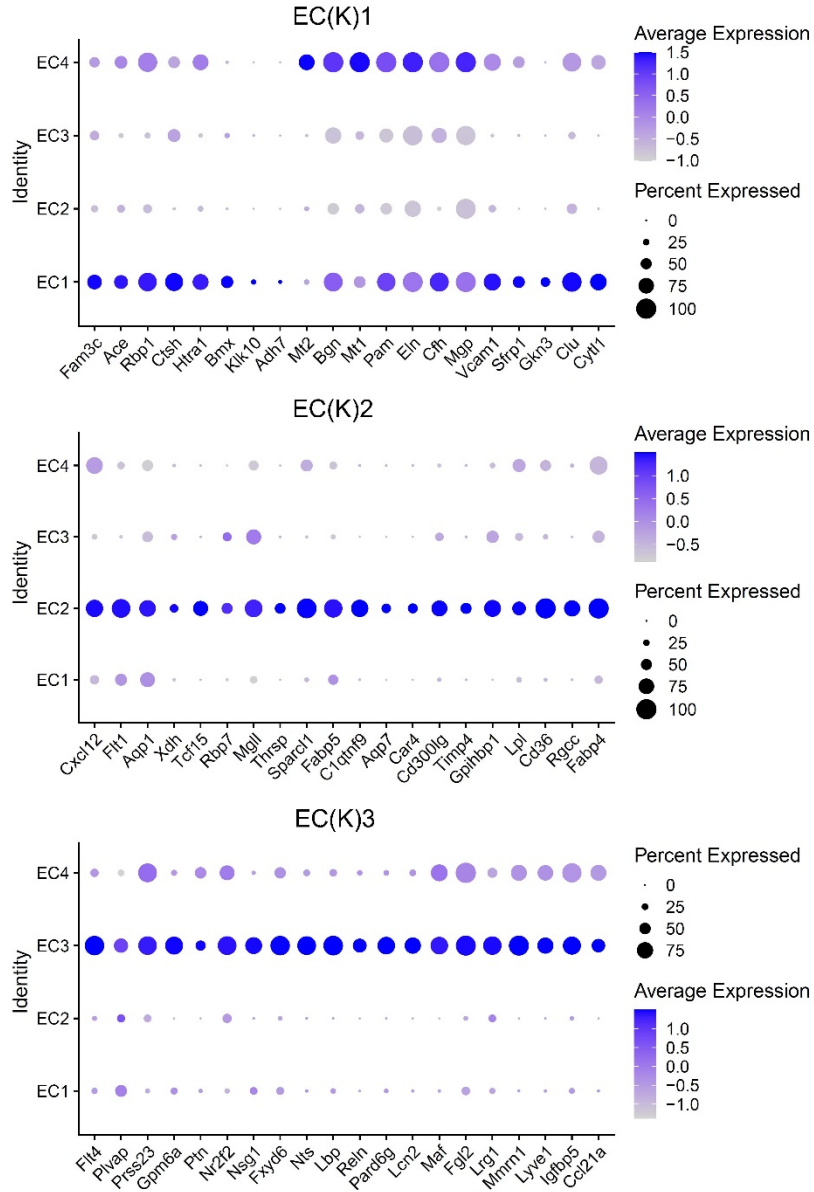 EC(K)1
Average Expression
1.5
1.0
0.5
0.0
−0.5
−1.0
Percent Expressed
0
25
50
75
100
Identity
EC4
EC3
EC2
EC1
Fam3c
Ace
Rbp1
Ctsh
Htra1
Bmx
Klk10
Adh7
Mt2
Bgn
Mt1
Pam
Eln
Cfh
Mgp
Vcam1
Sfrp1
Gkn3
Clu
Cytl1
EC(K)2
Average Expression
1.0
0.5
0.0
−0.5
Percent Expressed
0
25
50
75
100
Identity
EC4
EC3
EC2
EC1
Cxcl12
Flt1
Aqp1
Xdh
Tcf15
Rbp7
Mgll
Thrsp
Sparcl1
Fabp5
C1qtnf9
Aqp7
Car4
Cd300lg
Timp4
Gpihbp1
Lpl
Cd36
Rgcc
Fabp4
EC(K)3
Percent Expressed
0
25
50
75
Average Expression
1.0
0.5
0.0
−0.5
−1.0
Identity
EC4
EC3
EC2
EC1
Flt4
Plvap
Prss23
Gpm6a
Ptn
Nr2f2
Nsg1
Fxyd6
Nts
Lbp
Reln
Pard6g
Lcn2
Maf
Fgl2
Lrg1
Mmrn1
Lyve1
Igfbp5
Ccl21a